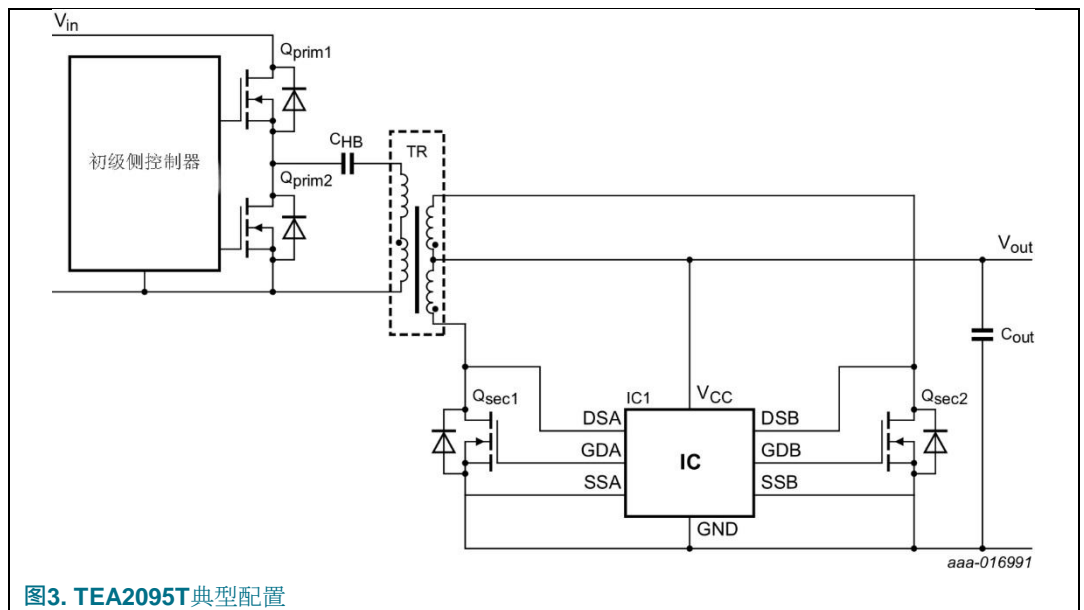 Vin
Qprim1
初级侧控制器
CHB
TR
Qprim2
Vout
Cout
Qsec1
IC1
VCC
Qsec2
DSA
DSB
GDA
IC
GDB
SSA
SSB
GND
aaa-016991
图3. TEA2095T典型配置